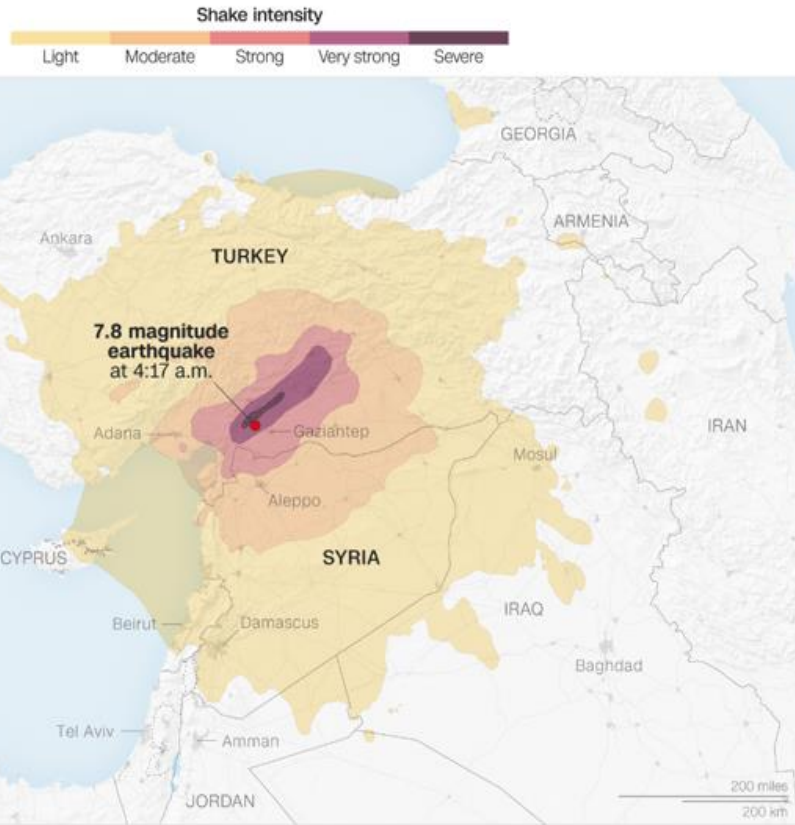 Shake intensity
Light Moderate Strong Very strong Severe
GEORGIA
ARMENIA
Ankara
TURKEY
7.8 magnitude
earthquake
at 4:17 a.m.
IRAN
Adana
Gaziantep
Mosul
Aleppo
CYPRUS
SYRIA
IRAQ
Beirut
Damascus
Baghdad
Tel Aviv
Amman
JORDAN
200 miles
200 km